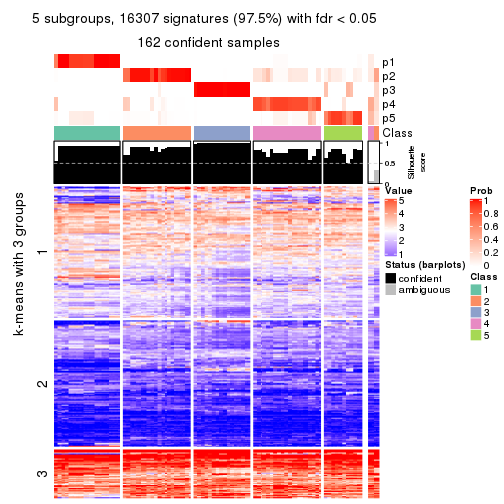 5 subgroups, 16307 signatures (97.5%) with fdr < 0.05
162 confident samples
p1
p2
p3
p4
p5
Class
1
0.5
0
Silhouette
score
k-means with 3 groups
1
2
3
Value
5
4
3
2
1
Status (barplots)
confident
ambiguous
Prob
1
0.8
0.6
0.4
0.2
0
Class
1
2
3
4
5